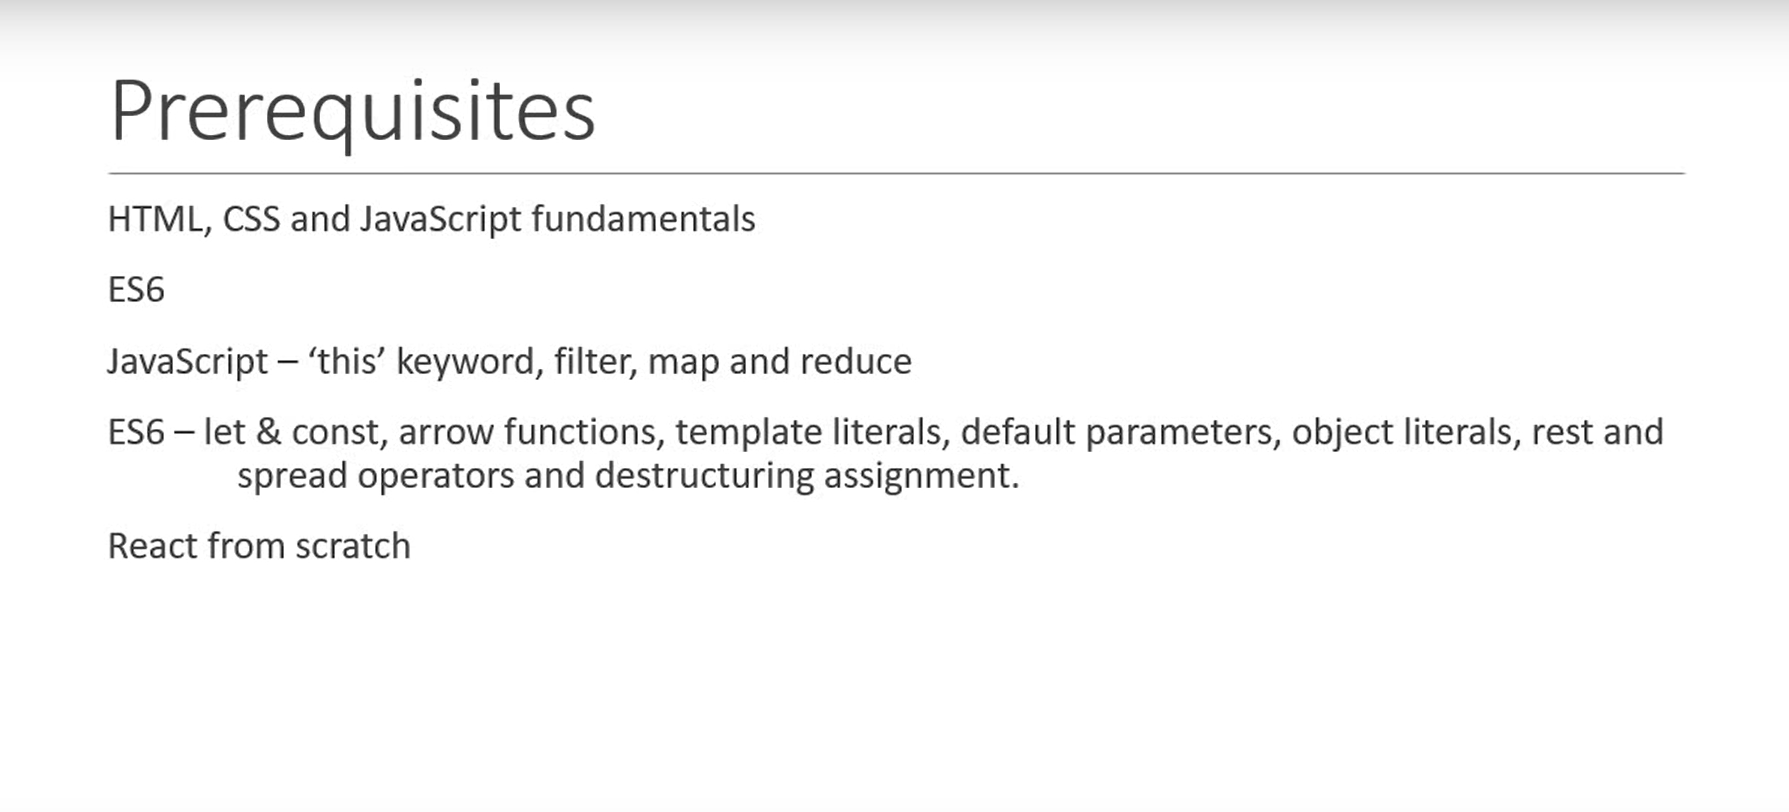 Prerequisites
HTML, CSS and JavaScript fundamentals
ES6
JavaScript – ‘this’ keyword, filter, map and reduce
ES6 – let & const, arrow functions, template literals, default parameters, object literals, rest and
spread operators and destructuring assignment.
React from scratch